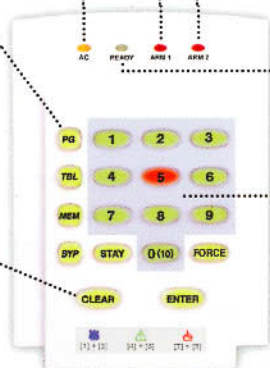 AC READY ARM 1 ARM 2
PG 1 2 3
TBL 4 5 6
MEM 7 8 9
BYP STAY 0 (10) FORCE
CLEAR ENTER
[1] + [3] [4] + [6] [7] + [9]